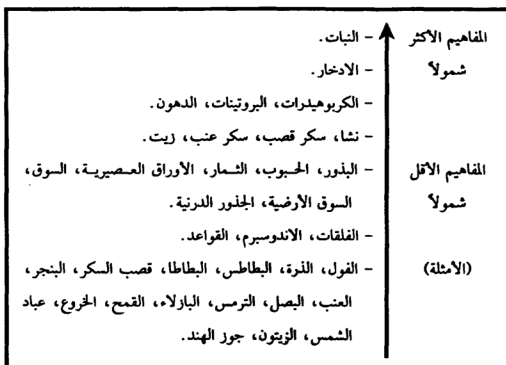 المفاهيم الأكثر - النبات.
شمولاً - الادخار.
- الكربوهيدرات، البروتينات، الدهون.
- نشا، سكر قصب، سكر عنب، زيت.
المفاهيم الأقل - البذور، الحبوب، الثمار، الأوراق العصيرية، السوق،
شمولاً السوق الأرضية، الجذور الدرنية.
- الفلقات، الاندوسبرم، القواعد.
(الأمثلة) - الفول، الذرة، البطاطس، البطاطا، قصب السكر، البنجر،
العنب، البصل، الترمس، البازلاء، القمح، الخروع، عباد
الشمس، الزيتون، جوز الهند.